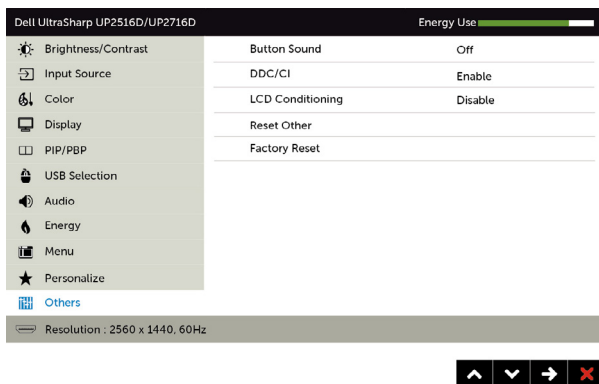 Dell UltraSharp UP2516D/UP2716D Energy Use
Brightness/Contrast Button Sound Off
Input Source DDC/CI Enable
Color LCD Conditioning Disable
Display Reset Other
PIP/PBP Factory Reset
USB Selection
Audio
Energy
Menu
Personalize
Others
Resolution : 2560 x 1440, 60Hz